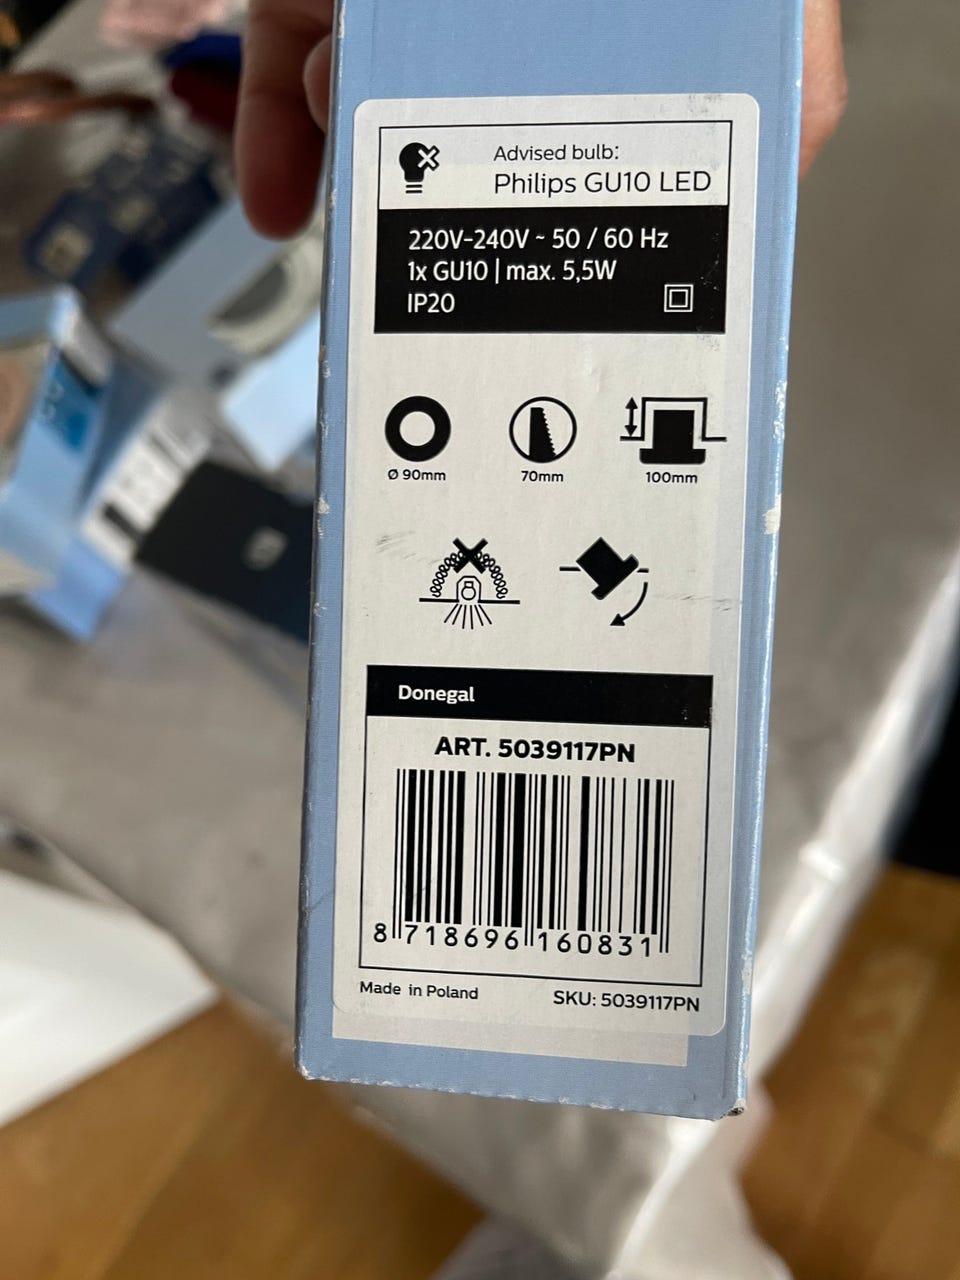 Advised bulb:
Philips GU10 LED
220V-240V ~ 50 / 60 Hz
1x GU10 | max. 5,5W
IP20
Ø 90mm
70mm
100mm
Donegal
ART. 5039117PN
8 718696 160831
Made in Poland
SKU: 5039117PN